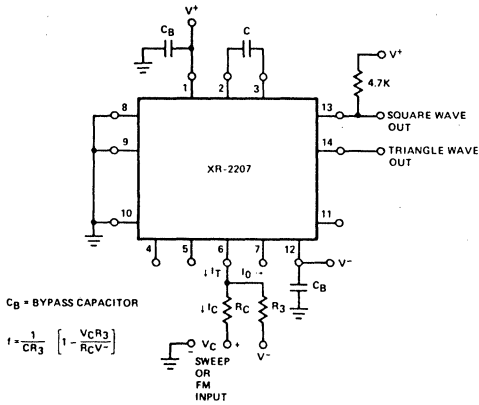 V+
CB
C
V+
4.7K
1
2
3
8
13
SQUARE WAVE
OUT
9
14
TRIANGLE WAVE
OUT
XR-2207
10
11
4
5
6
7
12
↓IT
IO→
V-
CB
CB = BYPASS CAPACITOR
↓IC
RC
R3
f = 1/CR3 [1 - VCR3/RCV-]
- VC +
V-
SWEEP
OR
FM
INPUT